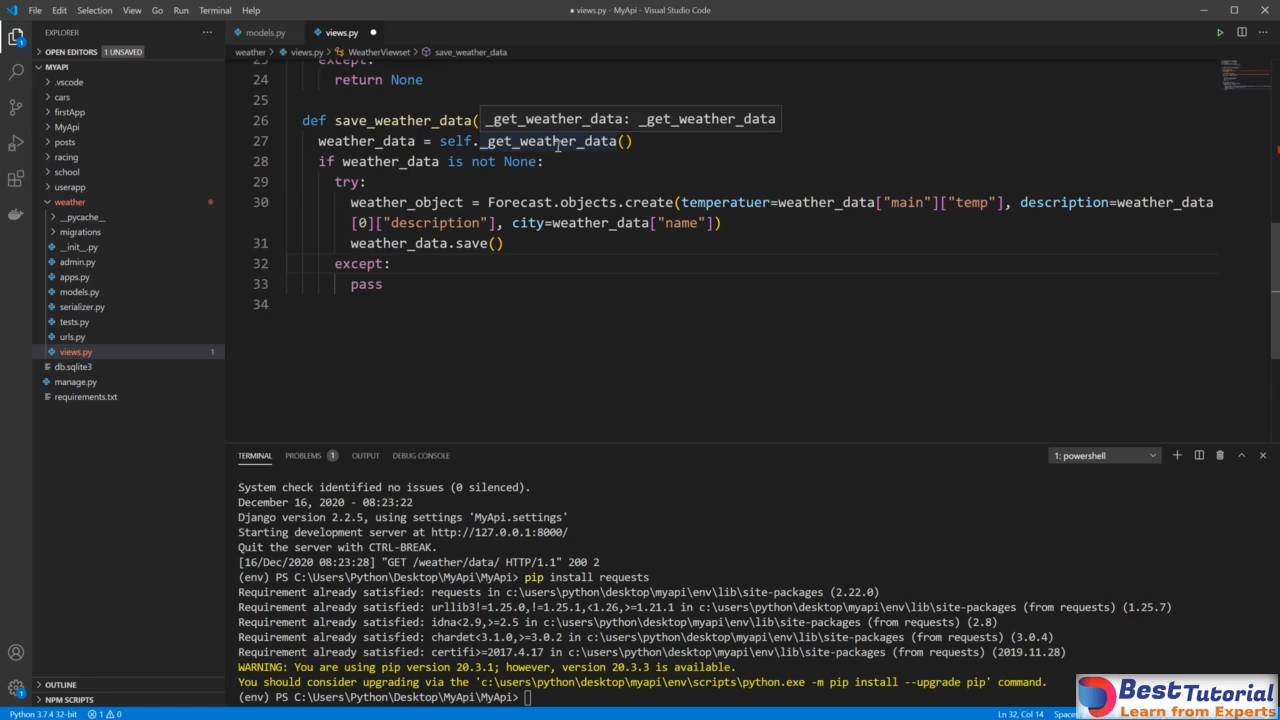 File Edit Selection View Go Run Terminal Help
● views.py - MyApi - Visual Studio Code
EXPLORER
OPEN EDITORS 1 UNSAVED
MYAPI
.vscode
cars
firstApp
MyApi
posts
racing
school
userapp
weather
__pycache__
migrations
__init__.py
admin.py
apps.py
models.py
serializer.py
tests.py
urls.py
views.py 1
db.sqlite3
manage.py
requirements.txt
OUTLINE
NPM SCRIPTS
models.py views.py
weather > views.py > WeatherViewset > save_weather_data
23 except:
24 return None
25
26 def save_weather_data(
_get_weather_data: _get_weather_data
27 weather_data = self._get_weather_data()
28 if weather_data is not None:
29 try:
30 weather_object = Forecast.objects.create(temperatuer=weather_data["main"]["temp"], description=weather_data
[0]["description"], city=weather_data["name"])
31 weather_data.save()
32 except:
33 pass
34
TERMINAL PROBLEMS 1 OUTPUT DEBUG CONSOLE
1: powershell
System check identified no issues (0 silenced).
December 16, 2020 - 08:23:22
Django version 2.2.5, using settings 'MyApi.settings'
Starting development server at http://127.0.0.1:8000/
Quit the server with CTRL-BREAK.
[16/Dec/2020 08:23:28] "GET /weather/data/ HTTP/1.1" 200 2
(env) PS C:\Users\Python\Desktop\MyApi\MyApi> pip install requests
Requirement already satisfied: requests in c:\users\python\desktop\myapi\env\lib\site-packages (2.22.0)
Requirement already satisfied: urllib3!=1.25.0,!=1.25.1,<1.26,>=1.21.1 in c:\users\python\desktop\myapi\env\lib\site-packages (from requests) (1.25.7)
Requirement already satisfied: idna<2.9,>=2.5 in c:\users\python\desktop\myapi\env\lib\site-packages (from requests) (2.8)
Requirement already satisfied: chardet<3.1.0,>=3.0.2 in c:\users\python\desktop\myapi\env\lib\site-packages (from requests) (3.0.4)
Requirement already satisfied: certifi>=2017.4.17 in c:\users\python\desktop\myapi\env\lib\site-packages (from requests) (2019.11.28)
WARNING: You are using pip version 20.3.1; however, version 20.3.3 is available.
You should consider upgrading via the 'c:\users\python\desktop\myapi\env\scripts\python.exe -m pip install --upgrade pip' command.
(env) PS C:\Users\Python\Desktop\MyApi\MyApi>
Python 3.7.4 32-bit 1 0
Ln 32, Col 14
BestTutorial
Learn from Experts